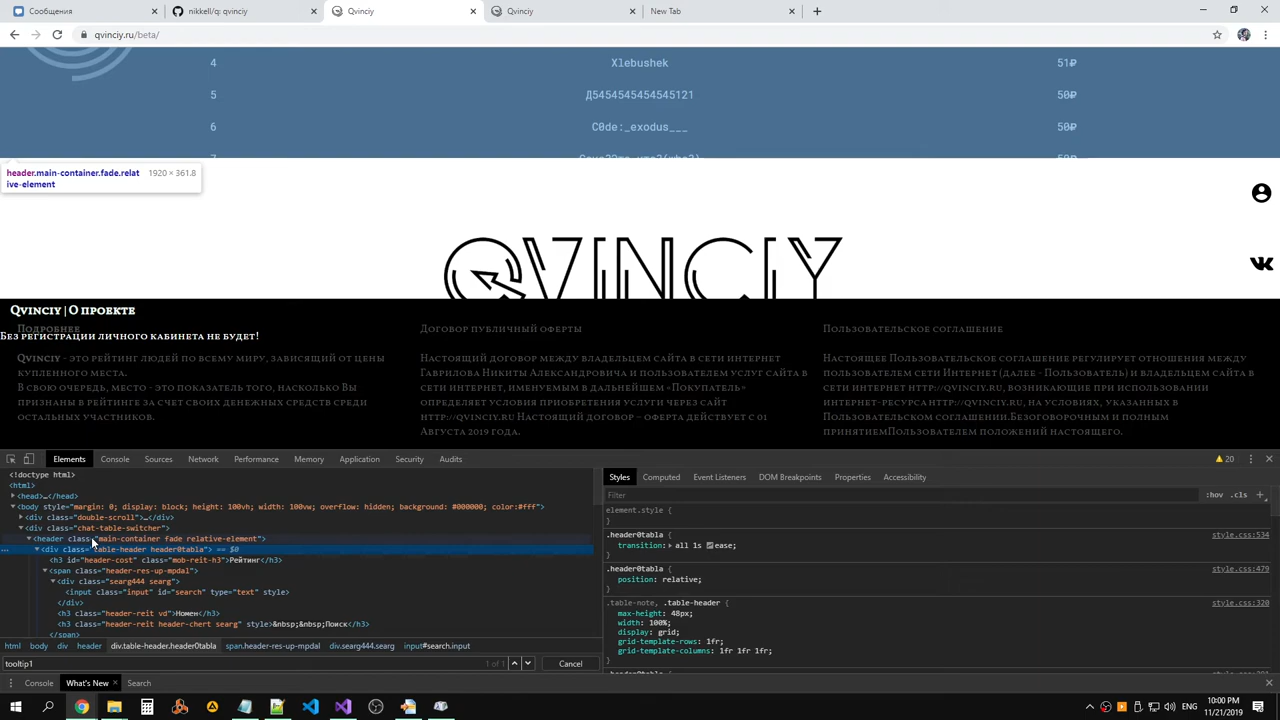 Сообщения
nikkell/q: qvinciy
Qvinciy
Qvinciy
New Tab
qvinciy.ru/beta/
4 Xlebushek 51₽
5 Д5454545454545121 50₽
6 C0de:_exodus___ 50₽
header.main-container.fade.relat
ive-element
1920 × 361.8
QVINCIY
Qvinciy | О проекте
Подробнее
Без регистрации личного кабинета не будет!
Qvinciy - это рейтинг людей по всему миру, зависящий от цены
купленного места.
В свою очередь, место - это показатель того, насколько Вы
признаны в рейтинге за счет своих денежных средств среди
остальных участников.
Договор публичный оферты
Настоящий договор между владельцем сайта в сети интернет
Гаврилова Никиты Александровича и пользователем услуг сайта
в сети интернет, именуемым в дальнейшем «Покупатель»
определяет условия приобретения услуги через сайт
http://qvinciy.ru Настоящий договор – оферта действует с 01
Августа 2019 года.
Пользовательское соглашение
Настоящее Пользовательское соглашение регулирует отношения между
пользователем сети Интернет (далее - Пользователь) и владельцем сайта в
сети интернет http://qvinciy.ru, возникающие при использовании
интернет-ресурса http://qvinciy.ru, на условиях, указанных в
Пользовательском соглашении.Безоговорочным и полным
принятиемПользователем положений настоящего.
Elements Console Sources Network Performance Memory Application Security Audits
20
<!doctype html>
<html>
<head>…</head>
<body style="margin: 0; display: block; height: 100vh; width: 100vw; overflow: hidden; background: #000000; color:#fff">
<div class="double-scroll">…</div>
<div class="chat-table-switcher">
<header class="main-container fade relative-element">
<div class="table-header header0tabla"> == $0
<h3 id="header-cost" class="mob-reit-h3">Рейтинг</h3>
<span class="header-res-up-mpdal">
<div class="searg444 searg">
<input class="input" id="search" type="text" style>
</div>
<h3 class="header-reit vd">Номен</h3>
<h3 class="header-reit header-chert searg" style>&nbsp;&nbsp;Поиск</h3>
</span>
html body div header div.table-header.header0tabla span.header-res-up-mpdal div.searg444.searg input#search.input
tooltip1
1 of 1
Cancel
Console What's New Search
Styles Computed Event Listeners DOM Breakpoints Properties Accessibility
Filter
:hov .cls +
element.style {
}
.header0tabla {
style.css:534
transition: all 1s ease;
}
.header0tabla {
style.css:479
position: relative;
}
.table-note, .table-header {
style.css:320
max-height: 48px;
width: 100%;
display: grid;
grid-template-rows: 1fr;
grid-template-columns: 1fr 1fr 1fr;
}
ENG
10:00 PM
11/21/2019